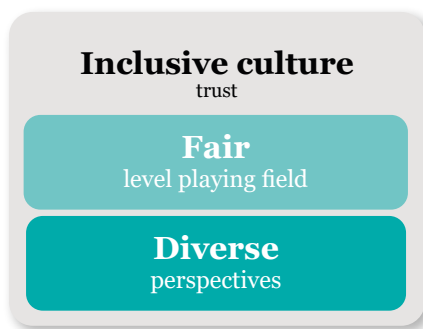 Inclusive culture
trust
Fair
level playing field
Diverse
perspectives